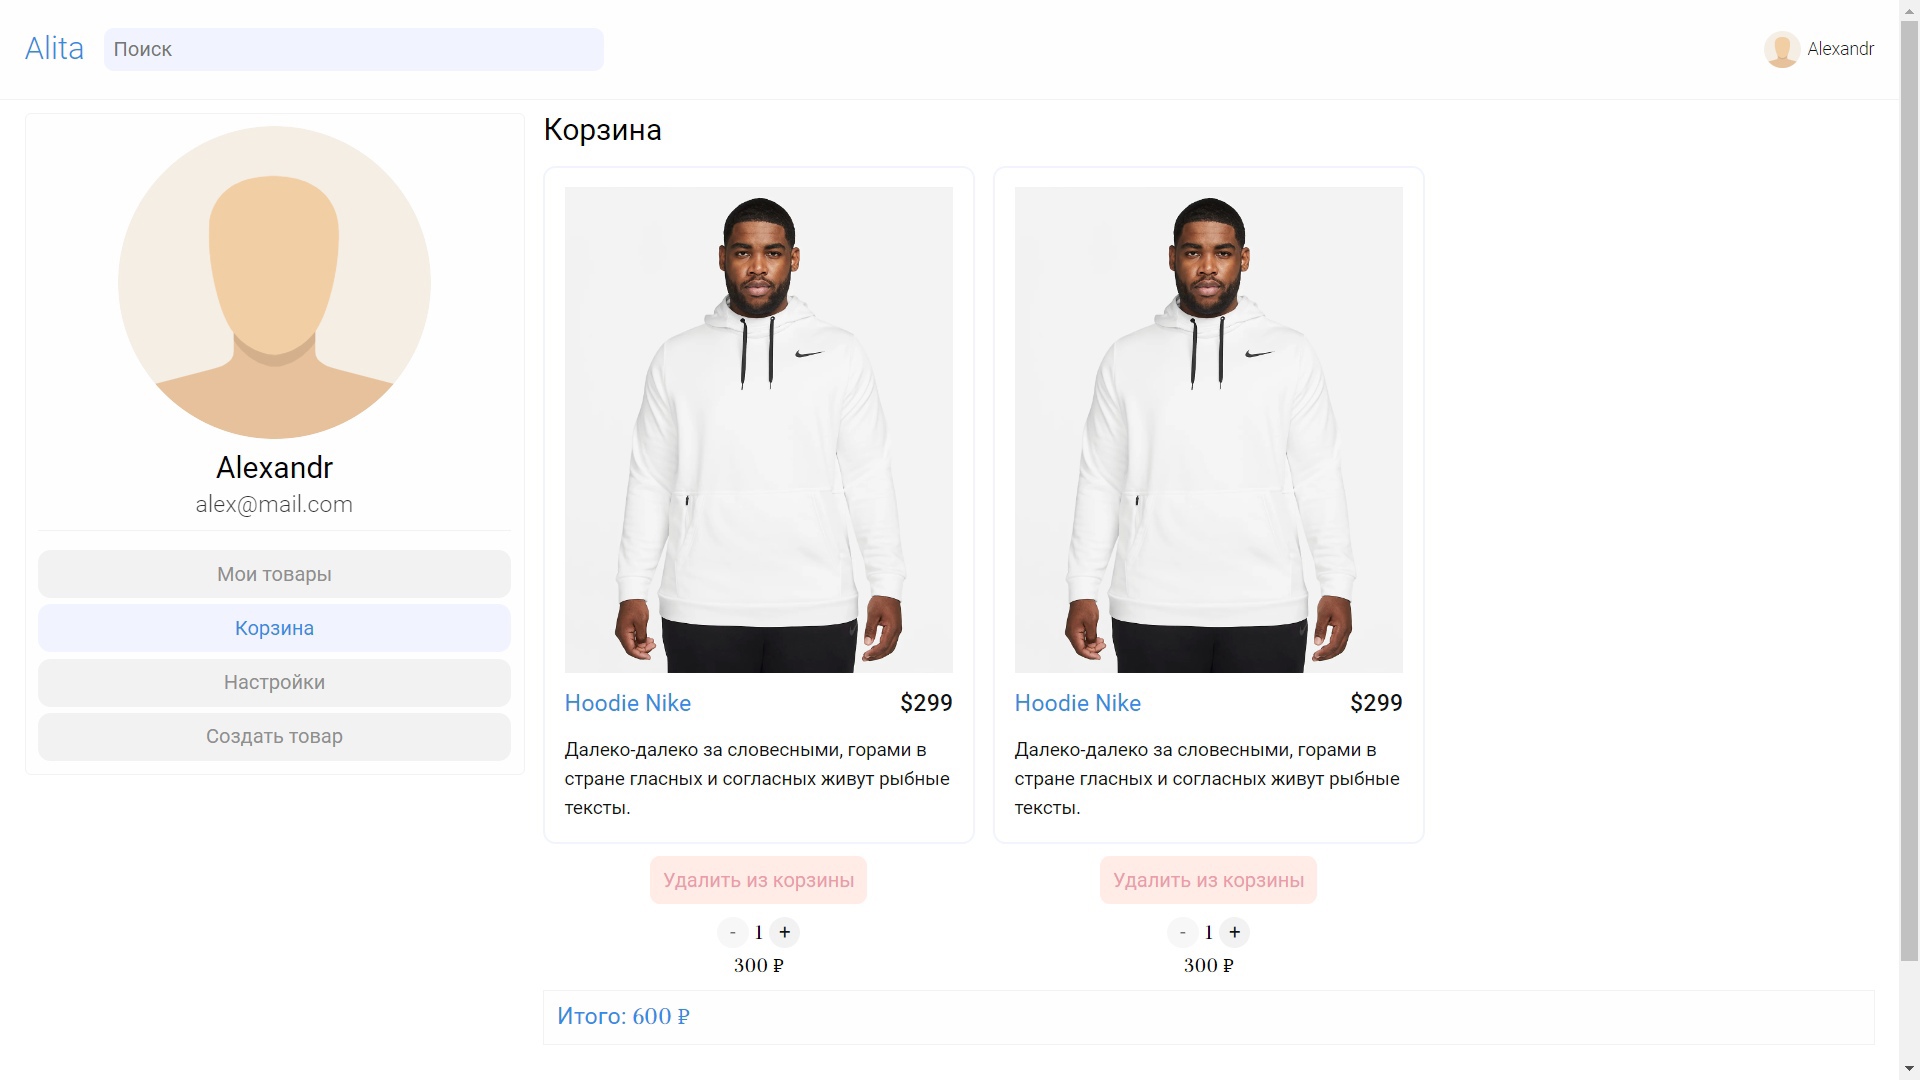 Alita
Поиск
Alexandr
Alexandr
alex@mail.com
Мои товары
Корзина
Настройки
Создать товар
Корзина
Hoodie Nike $299
Далеко-далеко за словесными, горами в
стране гласных и согласных живут рыбные
тексты.
Удалить из корзины
- 1 +
300 ₽
Hoodie Nike $299
Далеко-далеко за словесными, горами в
стране гласных и согласных живут рыбные
тексты.
Удалить из корзины
- 1 +
300 ₽
Итого: 600 ₽